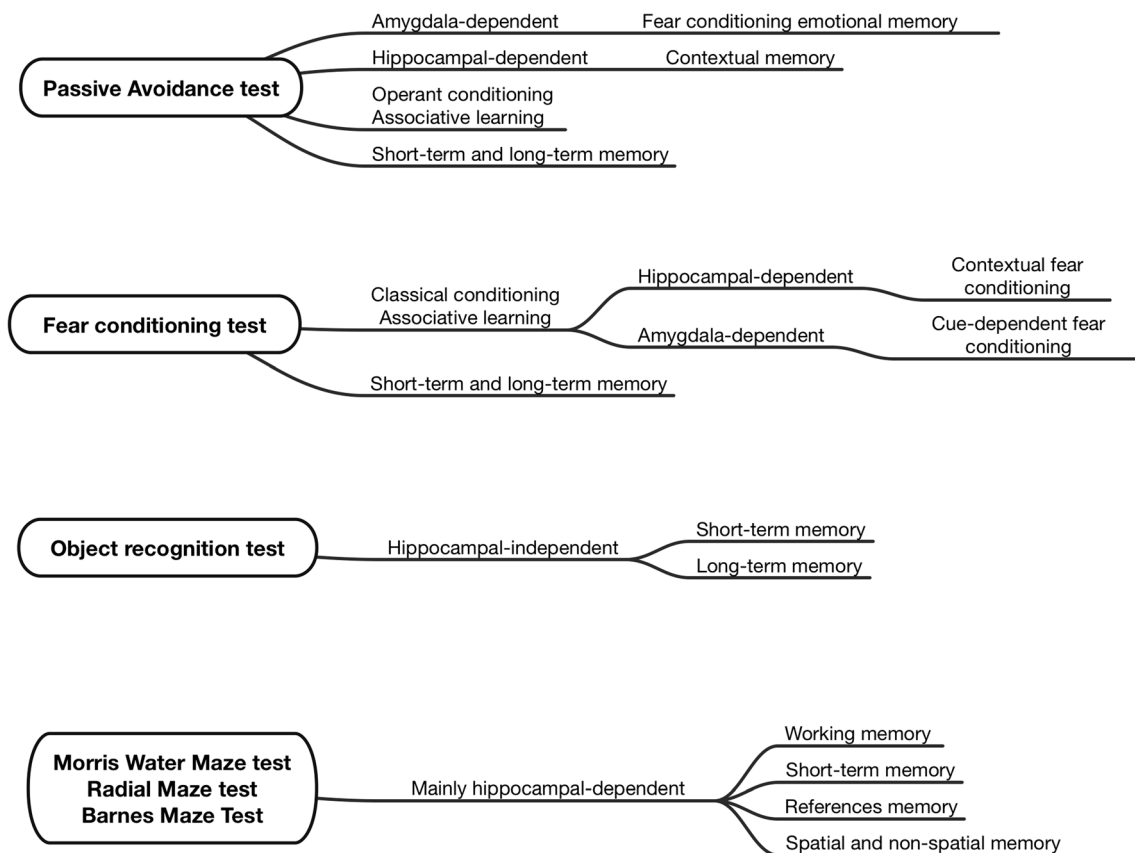 Amygdala-dependent Fear conditioning emotional memory
Hippocampal-dependent Contextual memory
Passive Avoidance test
Operant conditioning
Associative learning
Short-term and long-term memory
Fear conditioning test
Classical conditioning
Associative learning
Hippocampal-dependent
Contextual fear
conditioning
Amygdala-dependent
Cue-dependent fear
conditioning
Short-term and long-term memory
Object recognition test
Hippocampal-independent
Short-term memory
Long-term memory
Morris Water Maze test
Radial Maze test
Barnes Maze Test
Mainly hippocampal-dependent
Working memory
Short-term memory
References memory
Spatial and non-spatial memory